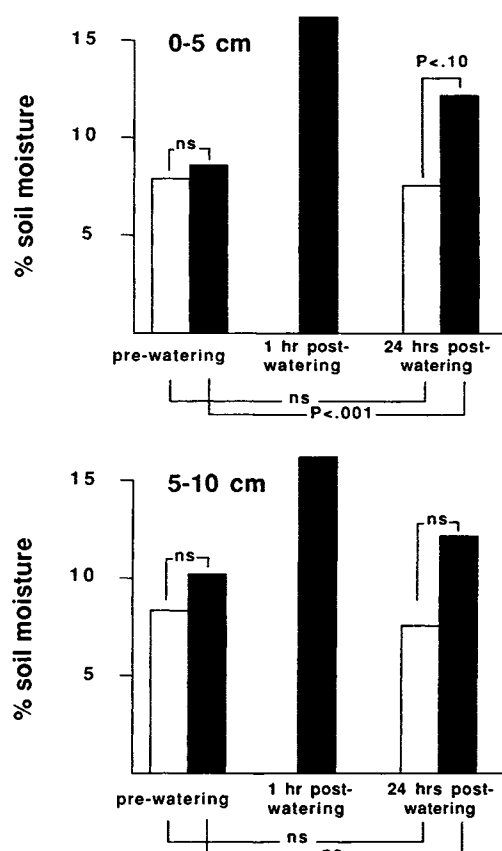 15
0-5 cm
P<.10
10
ns
5
% soil moisture
pre-watering
1 hr post-
watering
24 hrs post-
watering
ns
P<.001
15
5-10 cm
ns
10
ns
5
% soil moisture
pre-watering
1 hr post-
watering
24 hrs post-
watering
ns